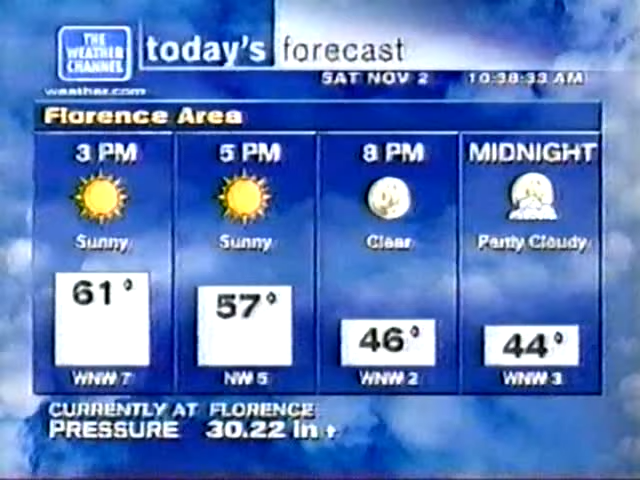 THE
WEATHER
CHANNEL
today's forecast
SAT NOV 2 10:38:33 AM
weather.com
Florence Area
3 PM 5 PM 8 PM MIDNIGHT
Sunny Sunny Clear Partly Cloudy
61° 57° 46° 44°
WNW 7 NW 5 WNW 2 WNW 3
CURRENTLY AT FLORENCE
PRESSURE 30.22 in